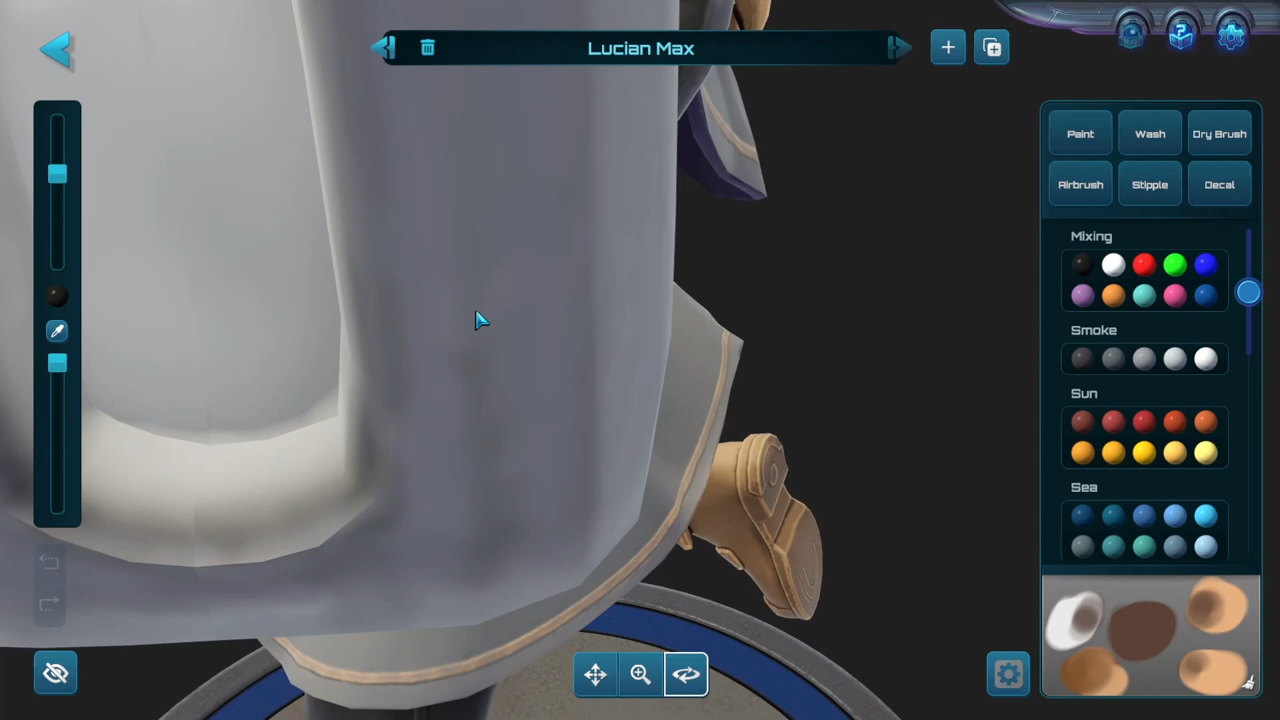 Lucian Max
Paint Wash Dry Brush
Airbrush Stipple Decal
Mixing
Smoke
Sun
Sea